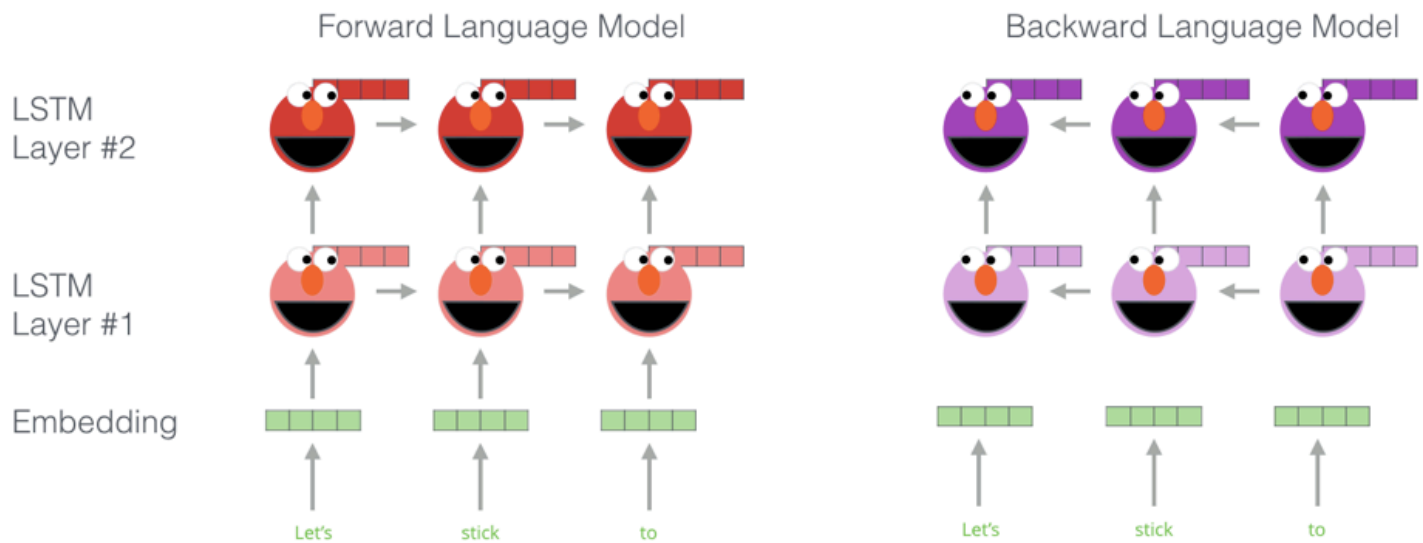 Forward Language Model
Backward Language Model
LSTM
Layer #2
LSTM
Layer #1
Embedding
Let's stick to
Let's stick to